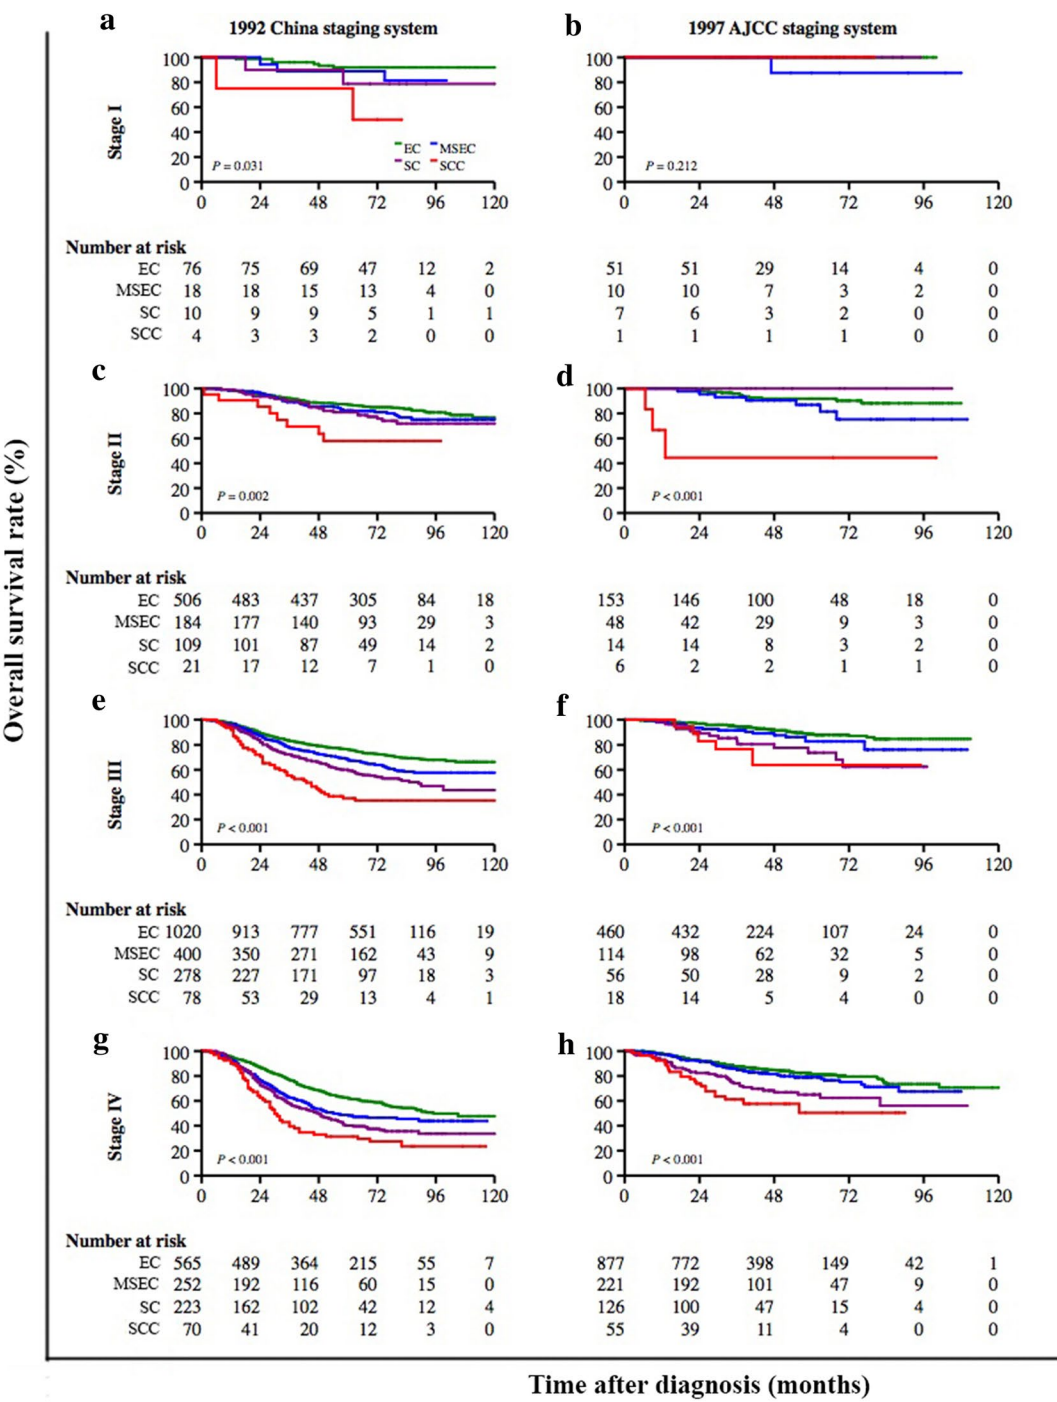 a
1992 China staging system
b
1997 AJCC staging system
Overall survival rate (%)
Stage I
100
80
60
40
20
0
EC MSEC
SC SCC
P = 0.031
0 24 48 72 96 120
100
80
60
40
20
0
P = 0.212
0 24 48 72 96 120
Number at risk
EC 76 75 69 47 12 2 51 51 29 14 4 0
MSEC 18 18 15 13 4 0 10 10 7 3 2 0
SC 10 9 9 5 1 1 7 6 3 2 0 0
SCC 4 3 3 2 0 0 1 1 1 1 0 0
c
d
Stage II
100
80
60
40
20
0
P = 0.002
0 24 48 72 96 120
100
80
60
40
20
0
P < 0.001
0 24 48 72 96 120
Number at risk
EC 506 483 437 305 84 18 153 146 100 48 18 0
MSEC 184 177 140 93 29 3 48 42 29 9 3 0
SC 109 101 87 49 14 2 14 14 8 3 2 0
SCC 21 17 12 7 1 0 6 2 2 1 1 0
e
f
Stage III
100
80
60
40
20
0
P < 0.001
0 24 48 72 96 120
100
80
60
40
20
0
P < 0.001
0 24 48 72 96 120
Number at risk
EC 1020 913 777 551 116 19 460 432 224 107 24 0
MSEC 400 350 271 162 43 9 114 98 62 32 5 0
SC 278 227 171 97 18 3 56 50 28 9 2 0
SCC 78 53 29 13 4 1 18 14 5 4 0 0
g
h
Stage IV
100
80
60
40
20
0
P < 0.001
0 24 48 72 96 120
100
80
60
40
20
0
P < 0.001
0 24 48 72 96 120
Number at risk
EC 565 489 364 215 55 7 877 772 398 149 42 1
MSEC 252 192 116 60 15 0 221 192 101 47 9 0
SC 223 162 102 42 12 4 126 100 47 15 4 0
SCC 70 41 20 12 3 0 55 39 11 4 0 0
Time after diagnosis (months)